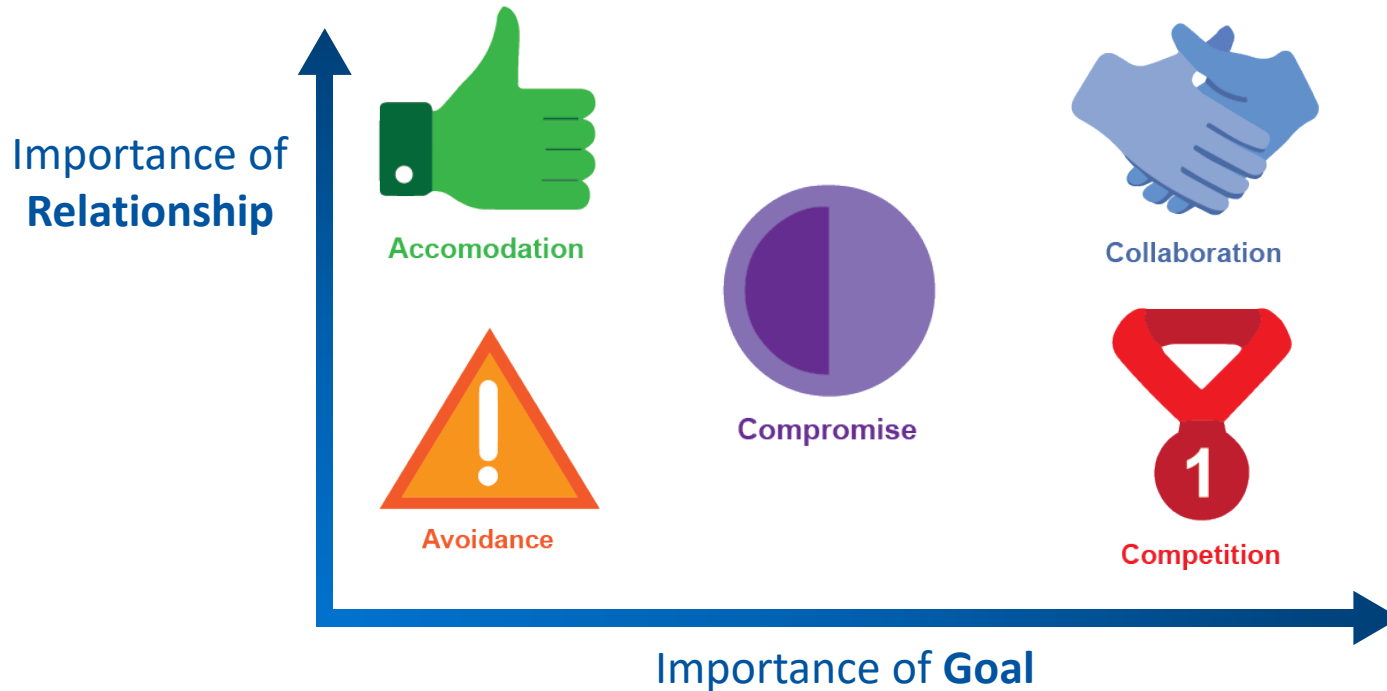 Importance of
Relationship
Accomodation
Collaboration
Compromise
1
Avoidance
Competition
Importance of Goal